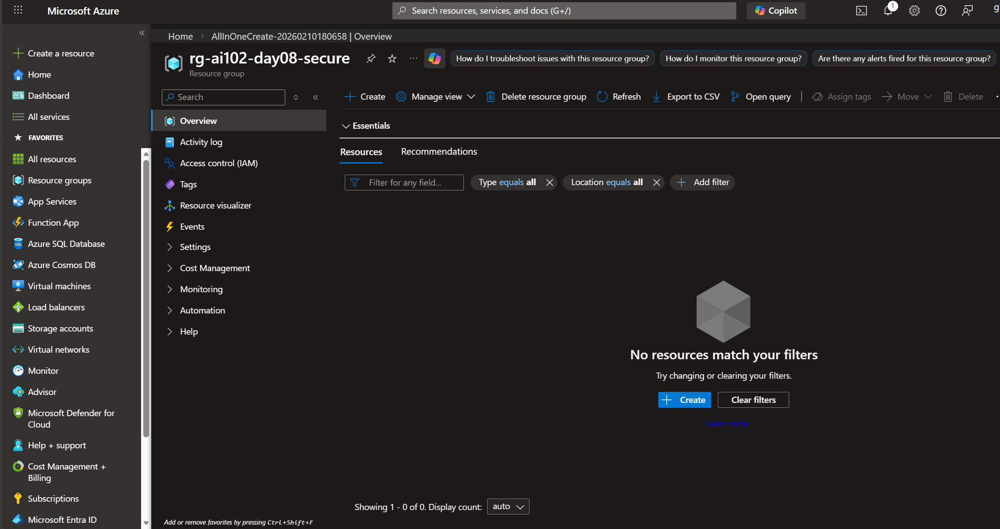 Microsoft Azure
Search resources, services, and docs (G+/)
Copilot
1
g
Create a resource
Home
Dashboard
All services
FAVORITES
All resources
Resource groups
App Services
Function App
Azure SQL Database
Azure Cosmos DB
Virtual machines
Load balancers
Storage accounts
Virtual networks
Monitor
Advisor
Microsoft Defender for
Cloud
Help + support
Cost Management +
Billing
Subscriptions
Microsoft Entra ID
Home > AllInOneCreate-20260210180658 | Overview
rg-ai102-day08-secure
Resource group
How do I troubleshoot issues with this resource group?
How do I monitor this resource group?
Are there any alerts fired for this resource group?
Search
Overview
Activity log
Access control (IAM)
Tags
Resource visualizer
Events
Settings
Cost Management
Monitoring
Automation
Help
Add or remove favorites by pressing Ctrl+Shift+F
Create Manage view Delete resource group Refresh Export to CSV Open query | Assign tags Move Delete
Essentials
Resources Recommendations
Filter for any field... Type equals all Location equals all Add filter
No resources match your filters
Try changing or clearing your filters.
Create Clear filters
Learn more
Showing 1 - 0 of 0. Display count: auto